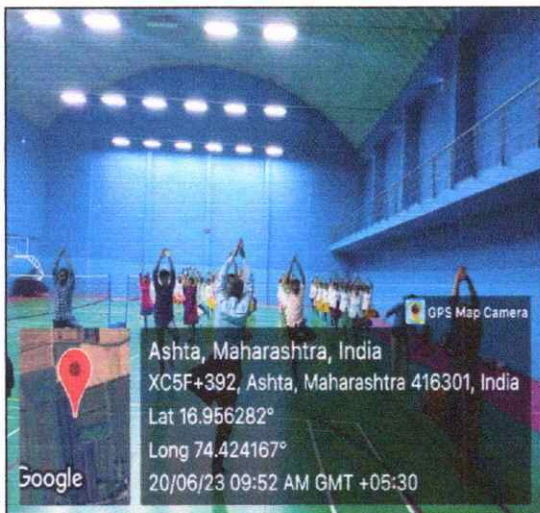 GPS Map Camera
Ashta, Maharashtra, India
XC5F+392, Ashta, Maharashtra 416301, India
Lat 16.956282°
Long 74.424167°
20/06/23 09:52 AM GMT +05:30
Google